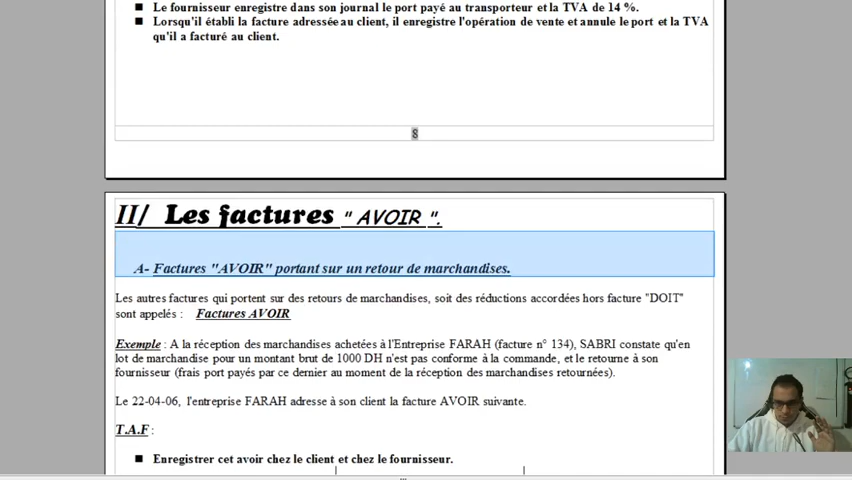 Le fournisseur enregistre dans son journal le port payé au transporteur et la TVA de 14 %.
Lorsqu'il établi la facture adressée au client, il enregistre l'opération de vente et annule le port et la TVA
qu'il a facturé au client.
8
II/ Les factures " AVOIR ".
A- Factures "AVOIR" portant sur un retour de marchandises.
Les autres factures qui portent sur des retours de marchandises, soit des réductions accordées hors facture "DOIT"
sont appelés : Factures AVOIR
Exemple : A la réception des marchandises achetées à l'Entreprise FARAH (facture n° 134), SABRI constate qu'en
lot de marchandise pour un montant brut de 1000 DH n'est pas conforme à la commande, et le retourne à son
fournisseur (frais port payés par ce dernier au moment de la réception des marchandises retournées).
Le 22-04-06, l'entreprise FARAH adresse à son client la facture AVOIR suivante.
T.A.F :
Enregistrer cet avoir chez le client et chez le fournisseur.